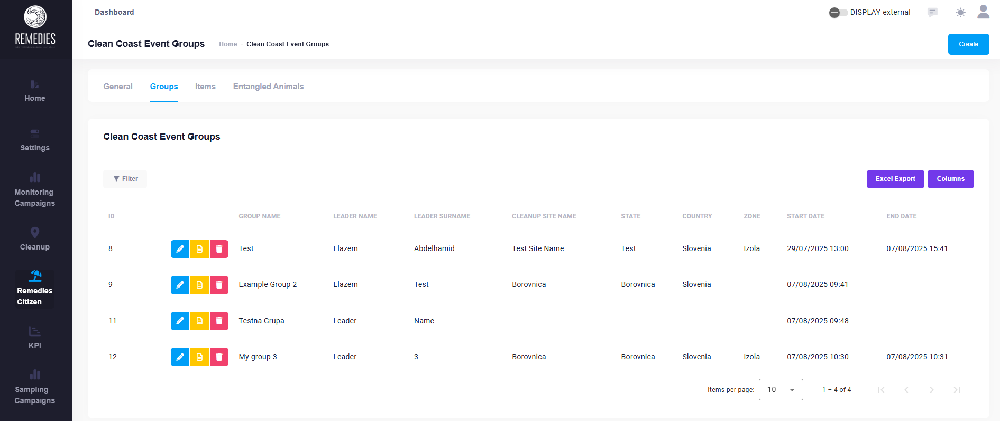 REMEDIES
Dashboard
DISPLAY external
Clean Coast Event Groups
Home - Clean Coast Event Groups
Create
Home
Settings
Monitoring
Campaigns
Cleanup
Remedies
Citizen
KPI
Sampling
Campaigns
General Groups Items Entangled Animals
Clean Coast Event Groups
Filter
Excel Export Columns
ID GROUP NAME LEADER NAME LEADER SURNAME CLEANUP SITE NAME STATE COUNTRY ZONE START DATE END DATE
8 Test Elazem Abdelhamid Test Site Name Test Slovenia Izola 29/07/2025 13:00 07/08/2025 15:41
9 Example Group 2 Elazem Test Borovnica Borovnica Slovenia 07/08/2025 09:41
11 Testna Grupa Leader Name 07/08/2025 09:48
12 My group 3 Leader 3 Borovnica Borovnica Slovenia Izola 07/08/2025 10:30 07/08/2025 10:31
Items per page: 10 1 – 4 of 4